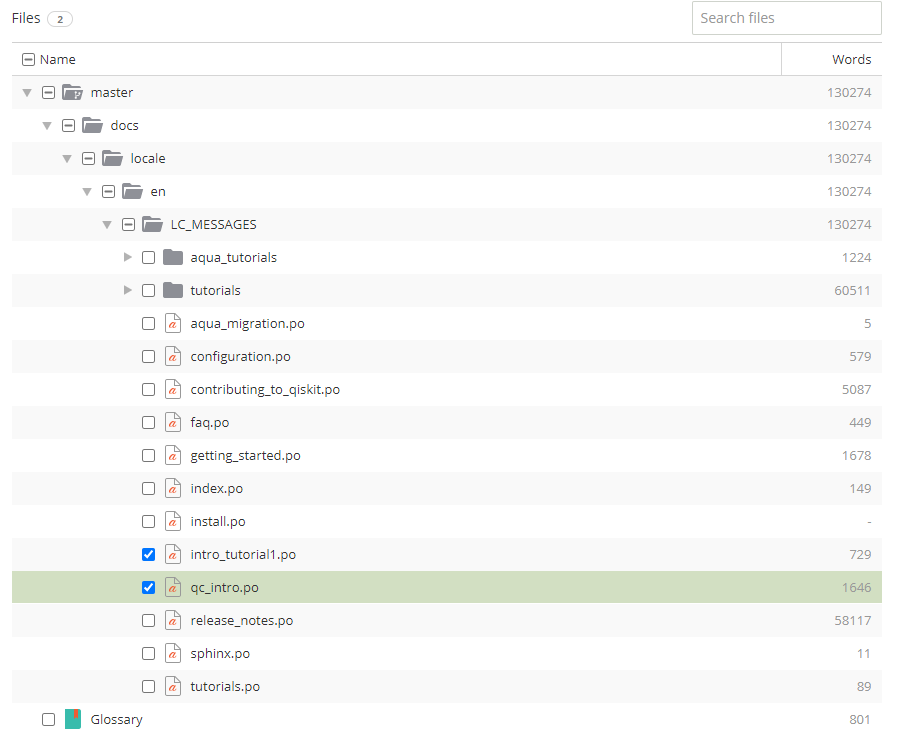 Files 2 Search files
Name Words
master 130274
docs 130274
locale 130274
en 130274
LC_MESSAGES 130274
aqua_tutorials 1224
tutorials 60511
aqua_migration.po 5
configuration.po 579
contributing_to_qiskit.po 5087
faq.po 449
getting_started.po 1678
index.po 149
install.po -
intro_tutorial1.po 729
qc_intro.po 1646
release_notes.po 58117
sphinx.po 11
tutorials.po 89
Glossary 801